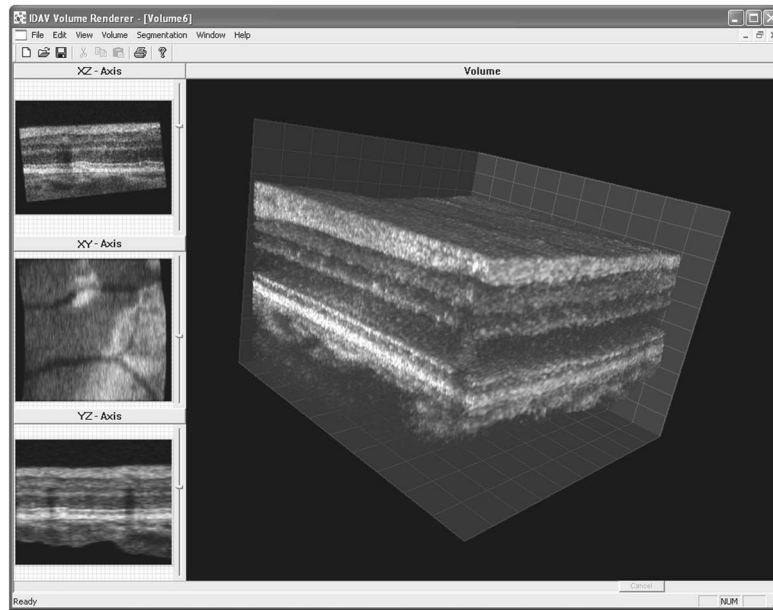 IDAV Volume Renderer - [Volume6]
File Edit View Volume Segmentation Window Help
XZ - Axis
Volume
XY - Axis
YZ - Axis
Cancel
Ready
NUM